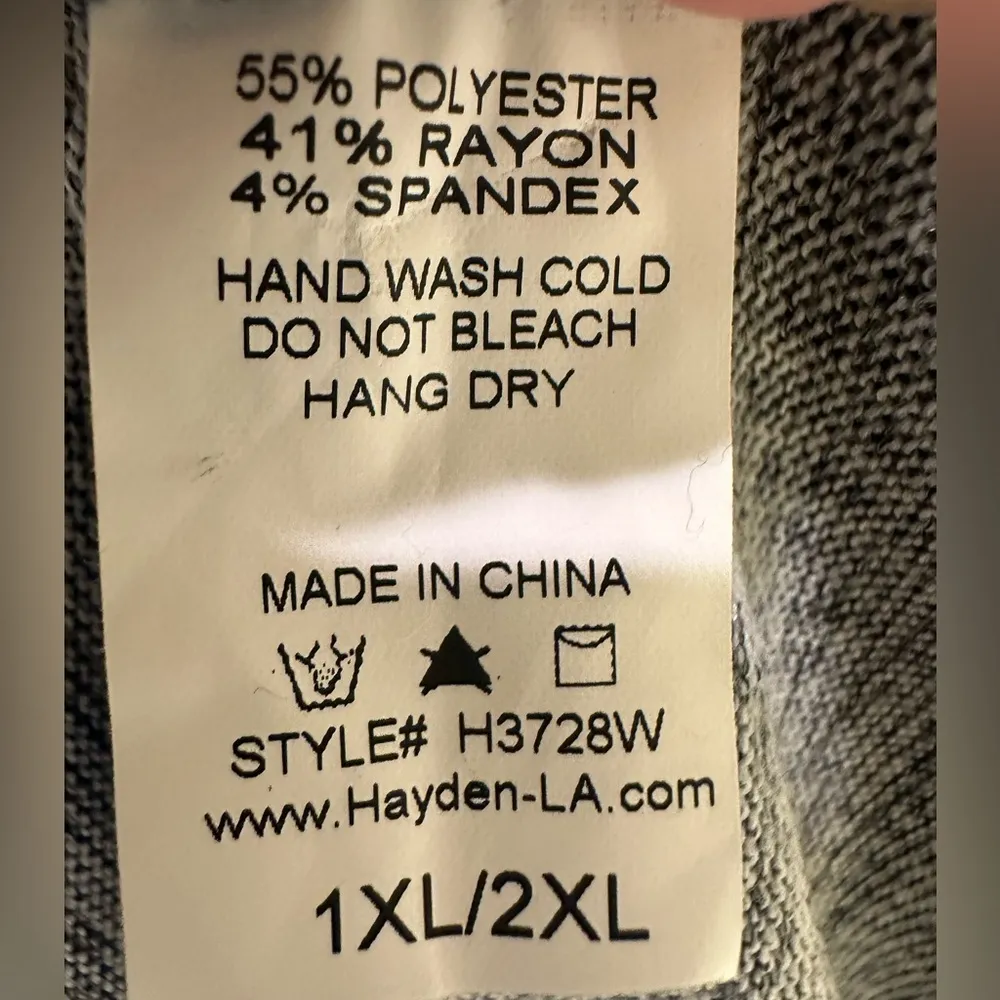 55% POLYESTER
41% RAYON
4% SPANDEX
HAND WASH COLD
DO NOT BLEACH
HANG DRY
MADE IN CHINA
STYLE# H3728W
www.Hayden-LA.com
1XL/2XL